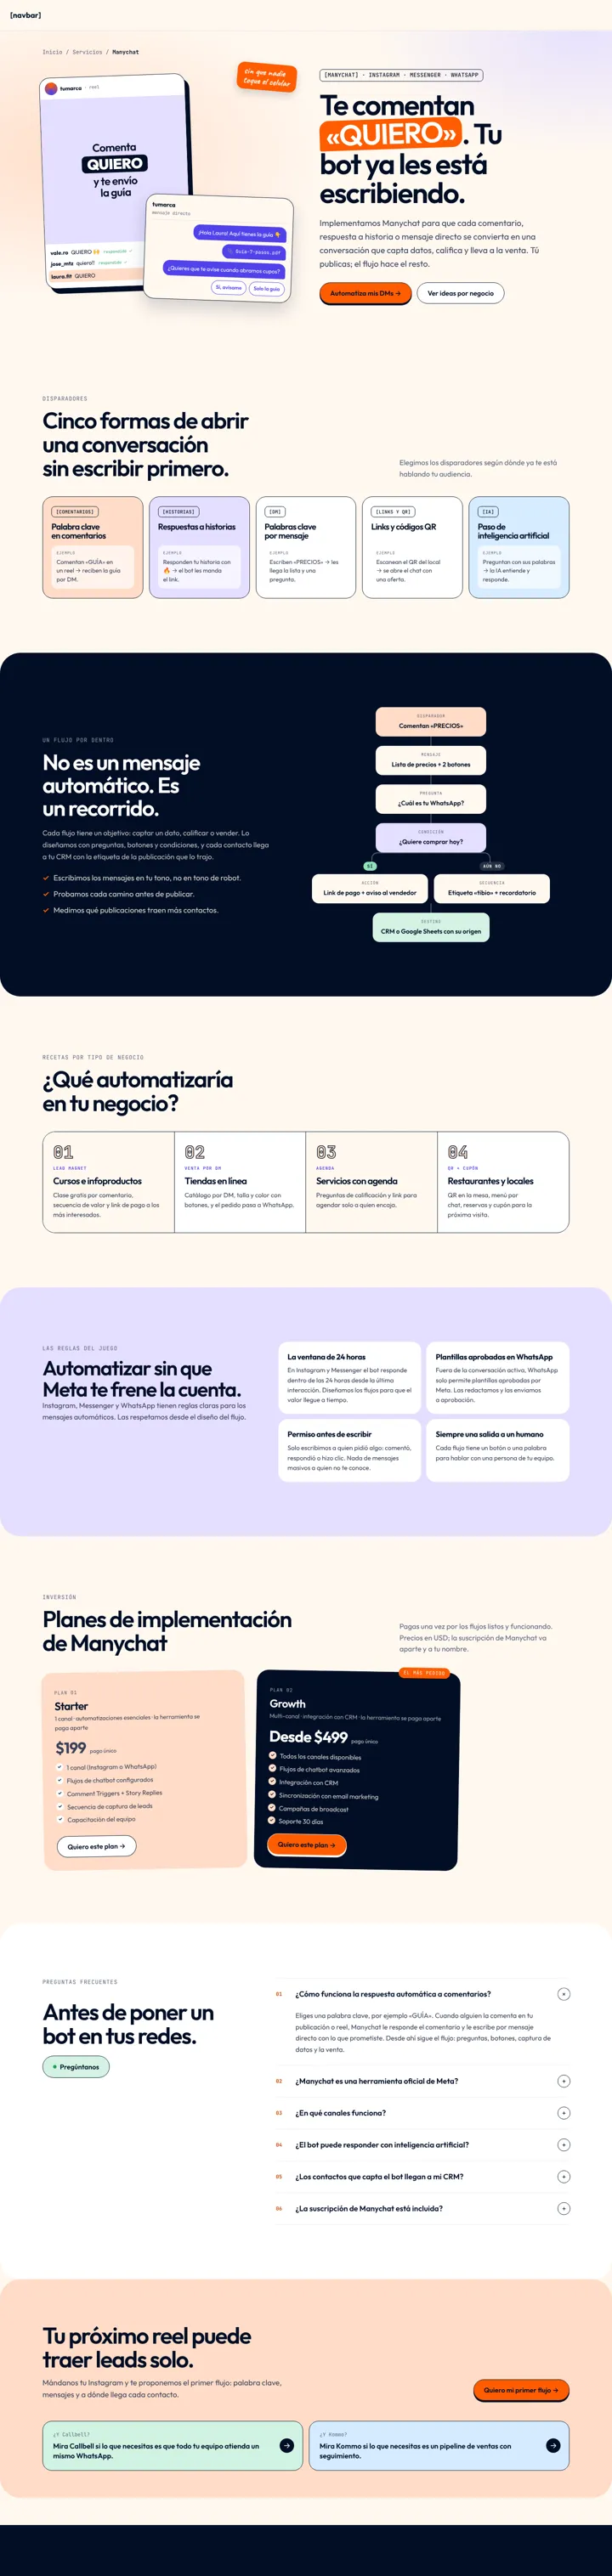 [navbar]
Inicio / Servicios / Manychat
tumarca · reel
Comenta
QUIERO
y te envío
la guía
vale.ro QUIERO 🙌 ·respondido ✓
jose_mtz quiero!! ·respondido ✓
laura.fit QUIERO
sin que nadie
toque el celular
tumarca
mensaje directo
¡Hola Laura! Aquí tienes la guía 👇
📎 Guía-7-pasos.pdf
¿Quieres que te avise cuando abramos cupos?
Sí, avísame
Solo la guía
[MANYCHAT] · INSTAGRAM · MESSENGER · WHATSAPP
Te comentan
«QUIERO». Tu
bot ya les está
escribiendo.
Implementamos Manychat para que cada comentario,
respuesta a historia o mensaje directo se convierta en una
conversación que capta datos, califica y lleva a la venta. Tú
publicas; el flujo hace el resto.
Automatiza mis DMs →
Ver ideas por negocio
DISPARADORES
Cinco formas de abrir
una conversación
sin escribir primero.
Elegimos los disparadores según dónde ya te está
hablando tu audiencia.
[COMENTARIOS]
Palabra clave
en comentarios
EJEMPLO
Comentan «GUÍA» en
un reel → reciben la guía
por DM.
[HISTORIAS]
Respuestas a historias
EJEMPLO
Responden tu historia con
🔥 → el bot les manda
el link.
[DM]
Palabras clave
por mensaje
EJEMPLO
Escriben «PRECIOS» → les
llega la lista y una
pregunta.
[LINKS Y QR]
Links y códigos QR
EJEMPLO
Escanean el QR del local
→ se abre el chat con
una oferta.
[IA]
Paso de
inteligencia artificial
EJEMPLO
Preguntan con sus palabras
→ la IA entiende y
responde.
UN FLUJO POR DENTRO
No es un mensaje
automático. Es
un recorrido.
Cada flujo tiene un objetivo: captar un dato, calificar o vender. Lo
diseñamos con preguntas, botones y condiciones, y cada contacto llega
a tu CRM con la etiqueta de la publicación que lo trajo.
✓ Escribimos los mensajes en tu tono, no en tono de robot.
✓ Probamos cada camino antes de publicar.
✓ Medimos qué publicaciones traen más contactos.
DISPARADOR
Comentan «PRECIOS»
MENSAJE
Lista de precios + 2 botones
PREGUNTA
¿Cuál es tu WhatsApp?
CONDICIÓN
¿Quiere comprar hoy?
SÍ
AÚN NO
ACCIÓN
Link de pago + aviso al vendedor
SECUENCIA
Etiqueta «tibio» + recordatorio
DESTINO
CRM o Google Sheets con su origen
RECETAS POR TIPO DE NEGOCIO
¿Qué automatizaría
en tu negocio?
01
LEAD MAGNET
Cursos e infoproductos
Clase gratis por comentario,
secuencia de valor y link de pago a los
más interesados.
02
VENTA POR DM
Tiendas en línea
Catálogo por DM, talla y color con
botones, y el pedido pasa a WhatsApp.
03
AGENDA
Servicios con agenda
Preguntas de calificación y link para
agendar solo a quien encaja.
04
QR + CUPÓN
Restaurantes y locales
QR en la mesa, menú por
chat, reservas y cupón para la
próxima visita.
LAS REGLAS DEL JUEGO
Automatizar sin que
Meta te frene la cuenta.
Instagram, Messenger y WhatsApp tienen reglas claras para los
mensajes automáticos. Las respetamos desde el diseño del flujo.
La ventana de 24 horas
En Instagram y Messenger el bot responde
dentro de las 24 horas desde la última
interacción. Diseñamos los flujos para que el
valor llegue a tiempo.
Plantillas aprobadas en WhatsApp
Fuera de la conversación activa, WhatsApp
solo permite plantillas aprobadas por
Meta. Las redactamos y las enviamos
a aprobación.
Permiso antes de escribir
Solo escribimos a quien pidió algo: comentó,
respondió o hizo clic. Nada de mensajes
masivos a quien no te conoce.
Siempre una salida a un humano
Cada flujo tiene un botón o una palabra
para hablar con una persona de tu equipo.
INVERSIÓN
Planes de implementación
de Manychat
Pagas una vez por los flujos listos y funcionando.
Precios en USD; la suscripción de Manychat va
aparte y a tu nombre.
PLAN 01
Starter
1 canal · automatizaciones esenciales · la herramienta se
paga aparte
$199 pago único
1 canal (Instagram o WhatsApp)
Flujos de chatbot configurados
Comment Triggers + Story Replies
Secuencia de captura de leads
Capacitación del equipo
Quiero este plan →
EL MÁS PEDIDO
PLAN 02
Growth
Multi-canal · integración con CRM · la herramienta se paga aparte
Desde $499 pago único
Todos los canales disponibles
Flujos de chatbot avanzados
Integración con CRM
Sincronización con email marketing
Campañas de broadcast
Soporte 30 días
Quiero este plan →
PREGUNTAS FRECUENTES
Antes de poner un
bot en tus redes.
Pregúntanos
01 ¿Cómo funciona la respuesta automática a comentarios?
Eliges una palabra clave, por ejemplo «GUÍA». Cuando alguien la comenta en tu
publicación o reel, Manychat le responde el comentario y le escribe por mensaje
directo con lo que prometiste. Desde ahí sigue el flujo: preguntas, botones, captura de
datos y la venta.
02 ¿Manychat es una herramienta oficial de Meta? +
03 ¿En qué canales funciona? +
04 ¿El bot puede responder con inteligencia artificial? +
05 ¿Los contactos que capta el bot llegan a mi CRM? +
06 ¿La suscripción de Manychat está incluida? +
Tu próximo reel puede
traer leads solo.
Mándanos tu Instagram y te proponemos el primer flujo: palabra clave,
mensajes y a dónde llega cada contacto.
Quiero mi primer flujo →
¿Y Callbell?
Mira Callbell si lo que necesitas es que todo tu equipo atienda un
mismo WhatsApp.
→
¿Y Kommo?
Mira Kommo si lo que necesitas es un pipeline de ventas con
seguimiento.
→